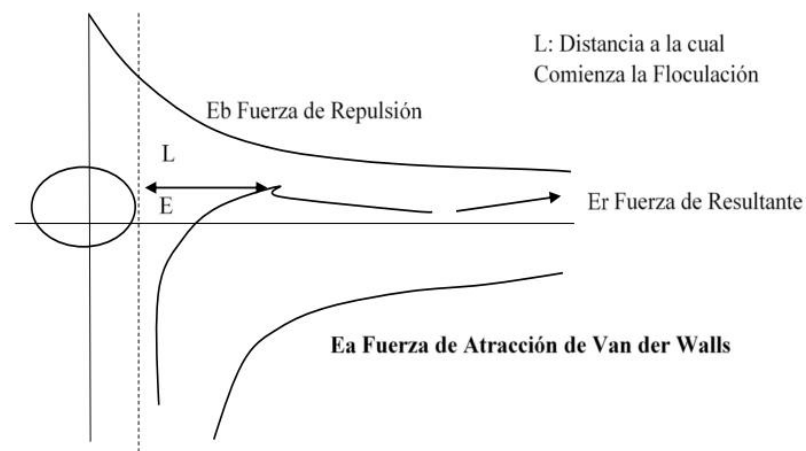 L: Distancia a la cual
Comienza la Floculación
Eb Fuerza de Repulsión
L
E
Er Fuerza de Resultante
Ea Fuerza de Atracción de Van der Walls